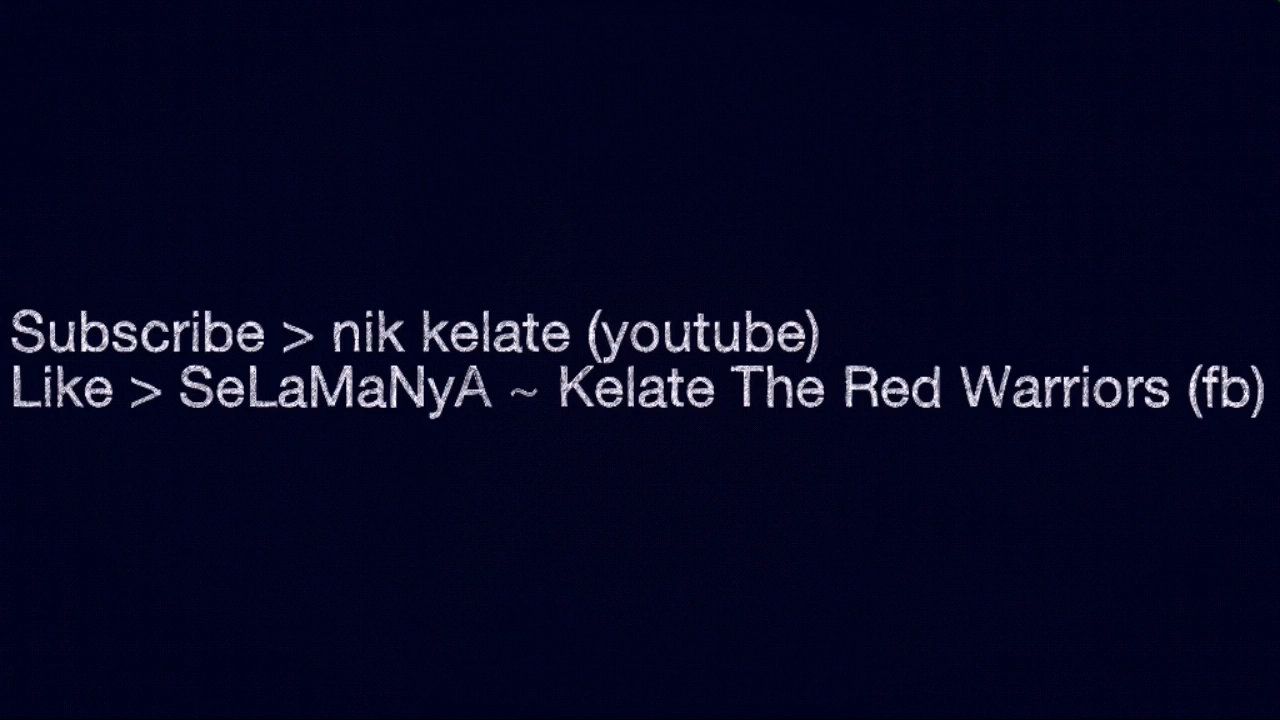 Subscribe > nik kelate (youtube)
Like > SeLaMaNyA ~ Kelate The Red Warriors (fb)